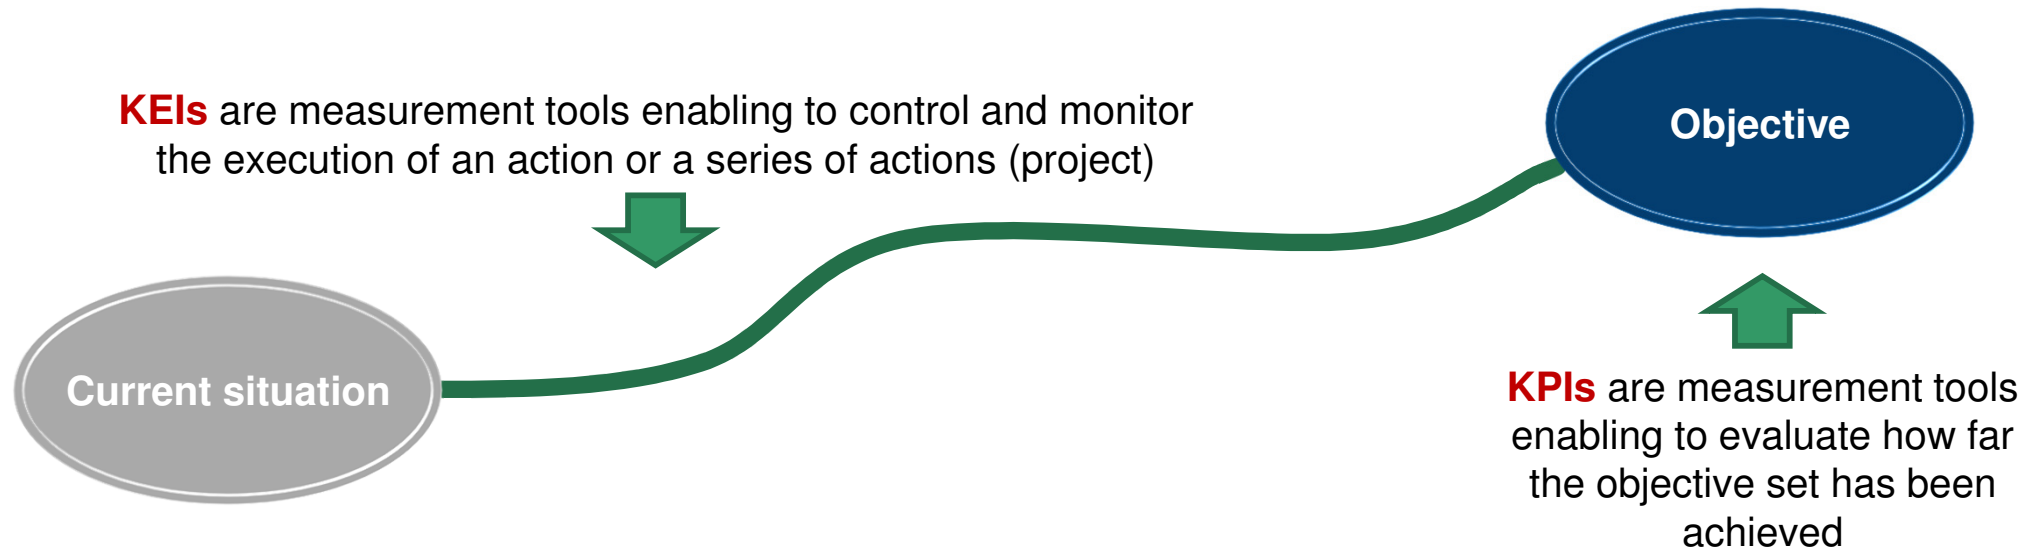 KEIs are measurement tools enabling to control and monitor
the execution of an action or a series of actions (project)
Objective
Current situation
KPIs are measurement tools
enabling to evaluate how far
the objective set has been
achieved